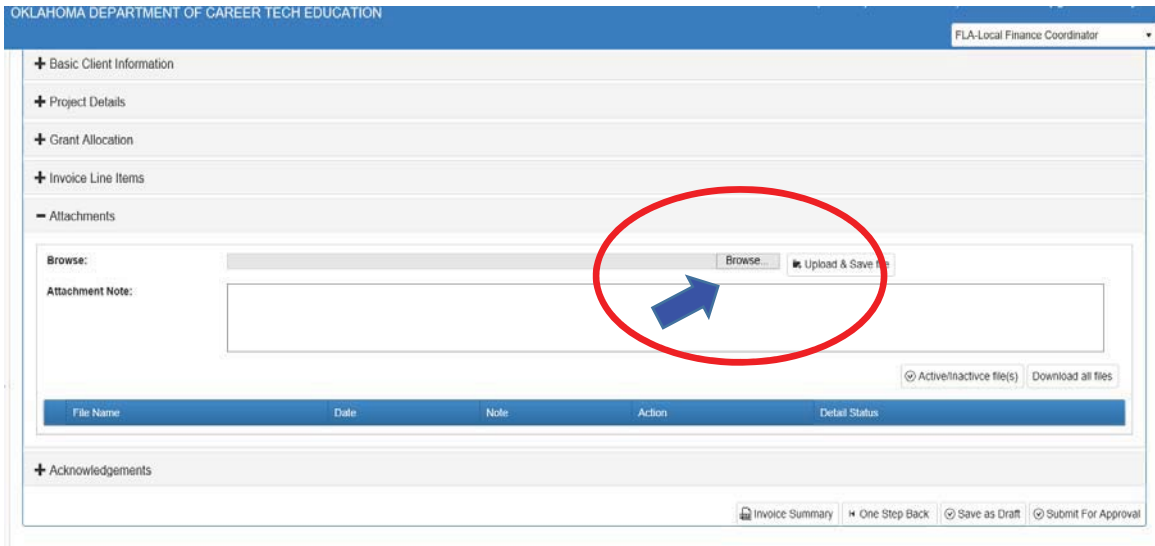 OKLAHOMA DEPARTMENT OF CAREER TECH EDUCATION
FLA-Local Finance Coordinator
Basic Client Information
Project Details
Grant Allocation
Invoice Line Items
Attachments
Browse: Browse... Upload & Save file
Attachment Note:
Active/Inactivce file(s) Download all files
File Name Date Note Action Detail Status
Acknowledgements
Invoice Summary One Step Back Save as Draft Submit For Approval